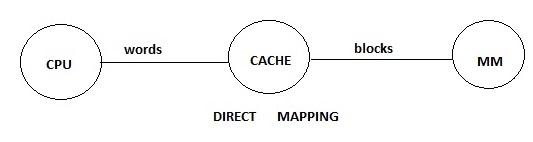 words
blocks
CPU
CACHE
MM
DIRECT MAPPING